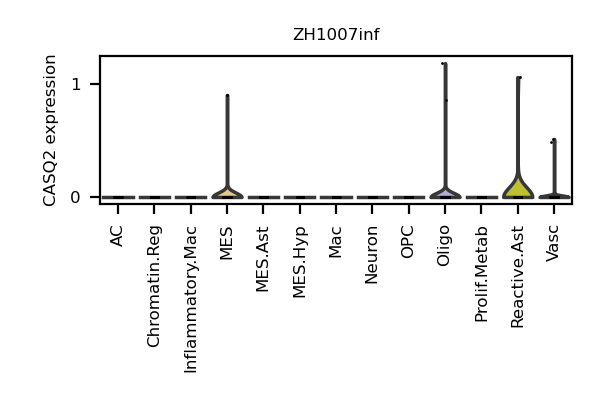 ZH1007inf
CASQ2 expression
1
0
AC
Chromatin.Reg
Inflammatory.Mac
MES
MES.Ast
MES.Hyp
Mac
Neuron
OPC
Oligo
Prolif.Metab
Reactive.Ast
Vasc